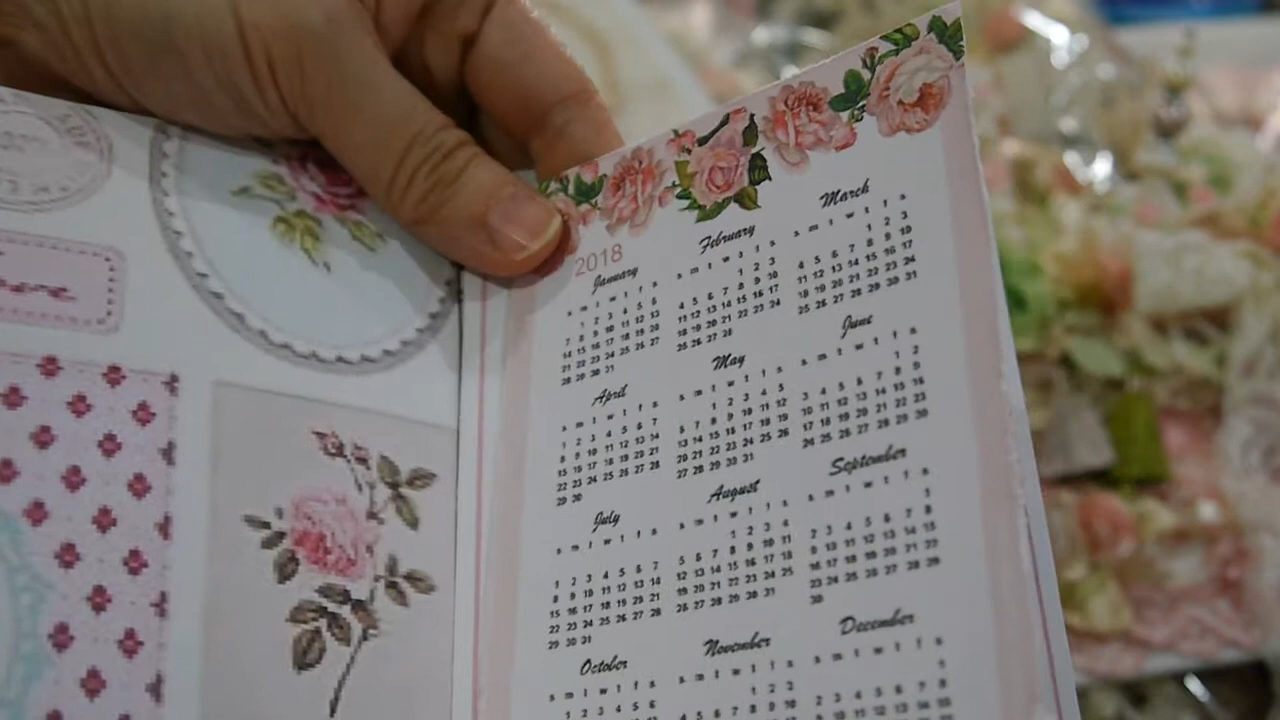 2018
January
s m t w t f s
1 2 3 4 5 6
7 8 9 10 11 12 13
14 15 16 17 18 19 20
21 22 23 24 25 26 27
28 29 30 31
February
s m t w t f s
1 2 3
4 5 6 7 8 9 10
11 12 13 14 15 16 17
18 19 20 21 22 23 24
25 26 27 28
March
s m t w t f s
1 2 3
4 5 6 7 8 9 10
11 12 13 14 15 16 17
18 19 20 21 22 23 24
25 26 27 28 29 30 31
April
s m t w t f s
1 2 3 4 5 6 7
8 9 10 11 12 13 14
15 16 17 18 19 20 21
22 23 24 25 26 27 28
29 30
May
s m t w t f s
1 2 3 4 5
6 7 8 9 10 11 12
13 14 15 16 17 18 19
20 21 22 23 24 25 26
27 28 29 30 31
June
s m t w t f s
1 2
3 4 5 6 7 8 9
10 11 12 13 14 15 16
17 18 19 20 21 22 23
24 25 26 27 28 29 30
July
s m t w t f s
1 2 3 4 5 6 7
8 9 10 11 12 13 14
15 16 17 18 19 20 21
22 23 24 25 26 27 28
29 30 31
August
s m t w t f s
1 2 3 4
5 6 7 8 9 10 11
12 13 14 15 16 17 18
19 20 21 22 23 24 25
26 27 28 29 30 31
September
s m t w t f s
1
2 3 4 5 6 7 8
9 10 11 12 13 14 15
16 17 18 19 20 21 22
23 24 25 26 27 28 29
30
October
s m t w t f s
1 2 3 4 5 6
November
s m t w t f s
1 2 3
December
s m t w t f s
1
2 3 4 5 6 7 8